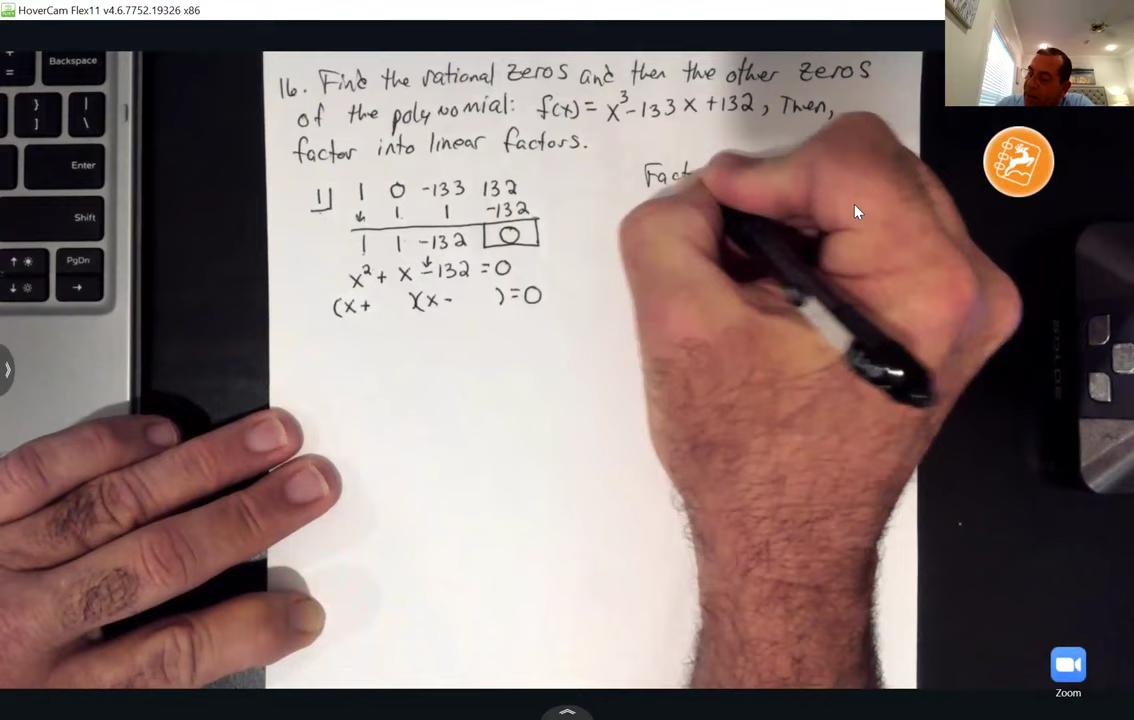 HoverCam Flex11 v4.6.7752.19326 x86
Backspace
+
=
}
]
|
\
Enter
Shift
PgDn
16. Find the rational zeros and then the other zeros
of the polynomial: f(x) = x³ - 133x + 132, Then,
factor into linear factors.
Fact
1| 1 0 -133 132
↓ 1 1 -132
1 1 -132 0
x² + x - 132 = 0
(x + )(x - ) = 0
Zoom